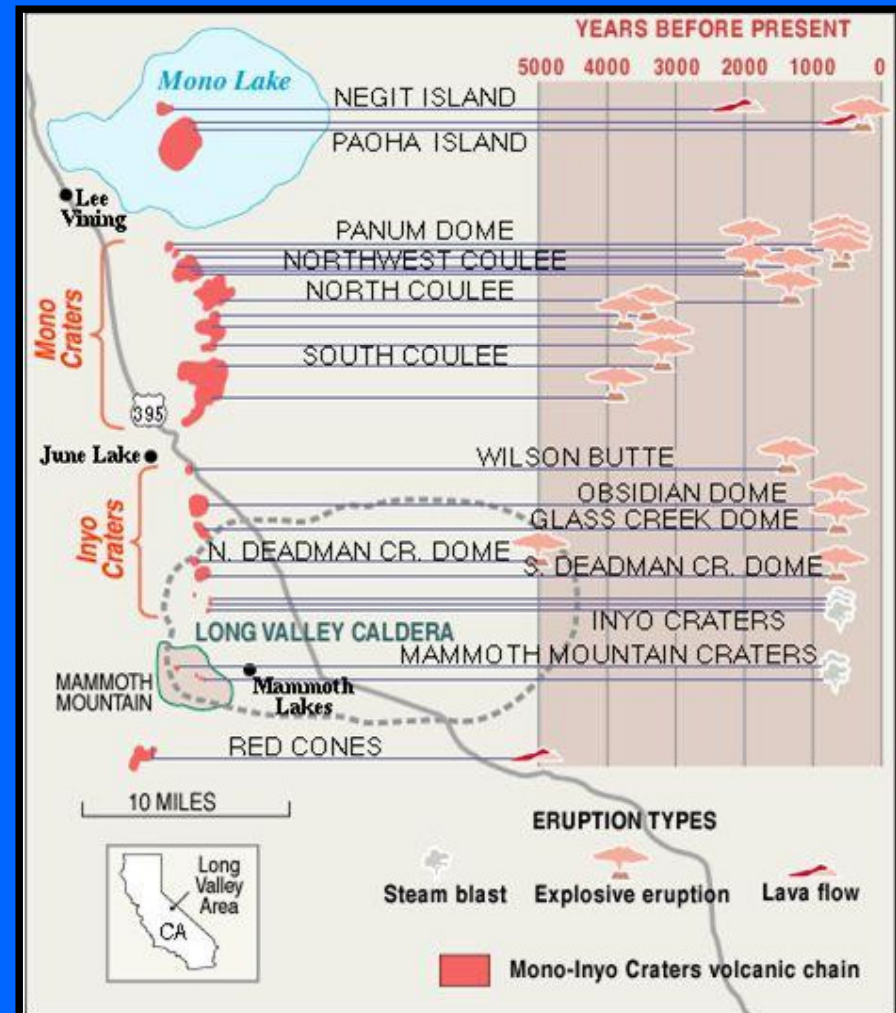 YEARS BEFORE PRESENT
5000 4000 3000 2000 1000 0
Mono Lake
NEGIT ISLAND
PAOHA ISLAND
Lee
Vining
PANUM DOME
NORTHWEST COULEE
NORTH COULEE
Mono
Craters
SOUTH COULEE
395
June Lake
WILSON BUTTE
OBSIDIAN DOME
GLASS CREEK DOME
Inyo
Craters
N. DEADMAN CR. DOME
S. DEADMAN CR. DOME
INYO CRATERS
LONG VALLEY CALDERA
MAMMOTH MOUNTAIN CRATERS
MAMMOTH
MOUNTAIN
Mammoth
Lakes
RED CONES
10 MILES
ERUPTION TYPES
Long
Valley
Area
CA
Steam blast Explosive eruption Lava flow
Mono-Inyo Craters volcanic chain